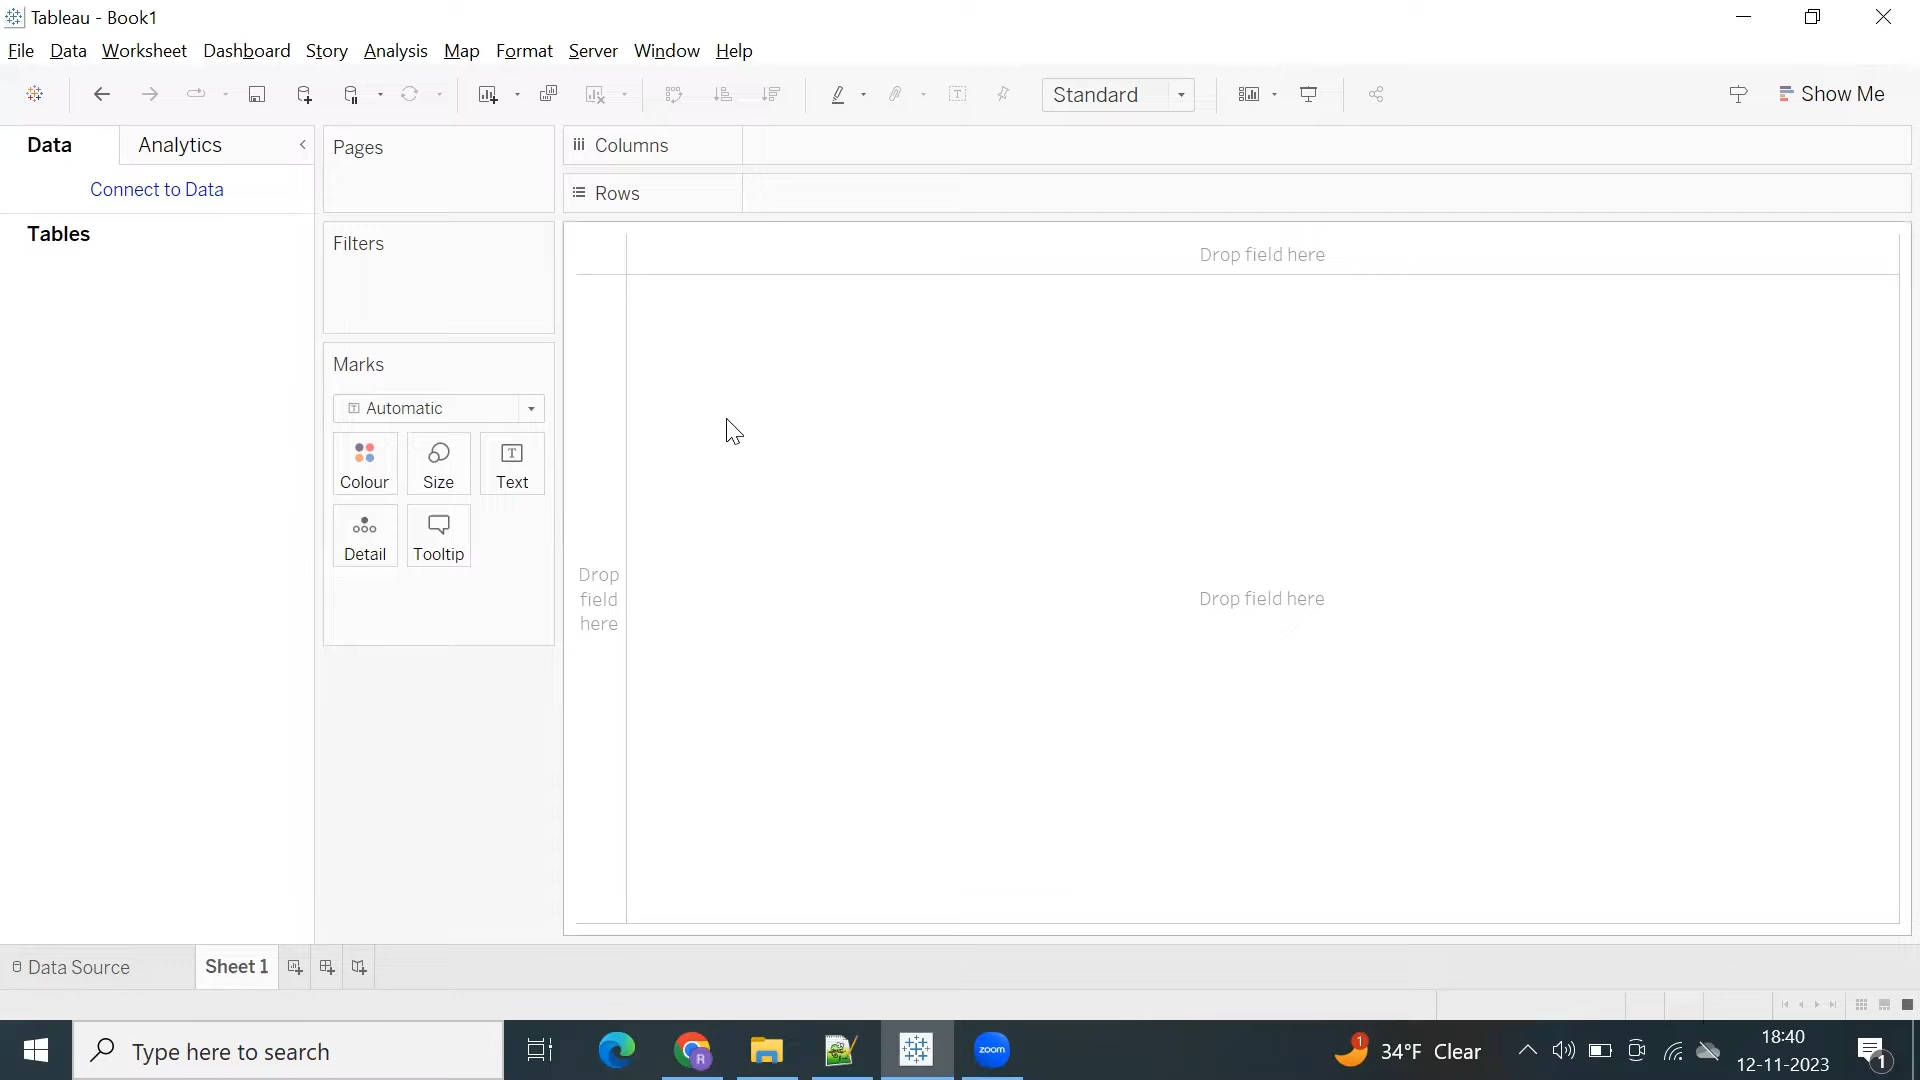 Tableau - Book1
File Data Worksheet Dashboard Story Analysis Map Format Server Window Help
Standard
Show Me
Data
Analytics
Connect to Data
Tables
Pages
Filters
Marks
Automatic
Colour
Size
Text
Detail
Tooltip
Columns
Rows
Drop field here
Drop
field
here
Drop field here
Data Source
Sheet 1
Type here to search
R
zoom
1
34°F Clear
18:40
12-11-2023
1